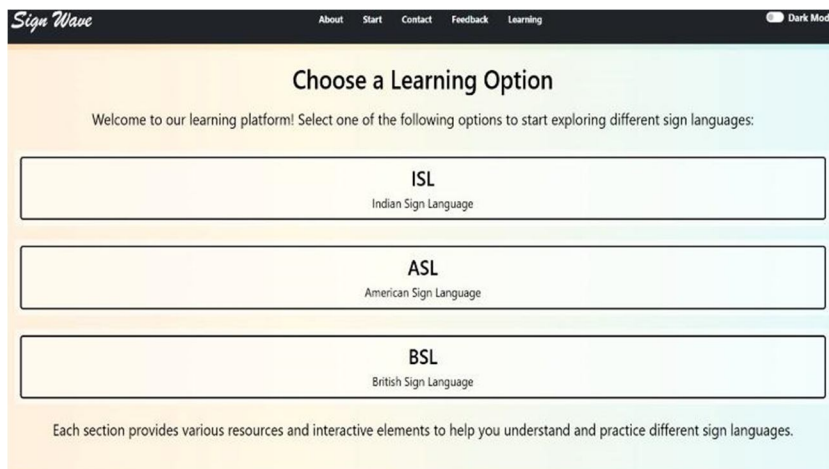 Sign Wave About Start Contact Feedback Learning Dark Mod
Choose a Learning Option
Welcome to our learning platform! Select one of the following options to start exploring different sign languages:
ISL
Indian Sign Language
ASL
American Sign Language
BSL
British Sign Language
Each section provides various resources and interactive elements to help you understand and practice different sign languages.